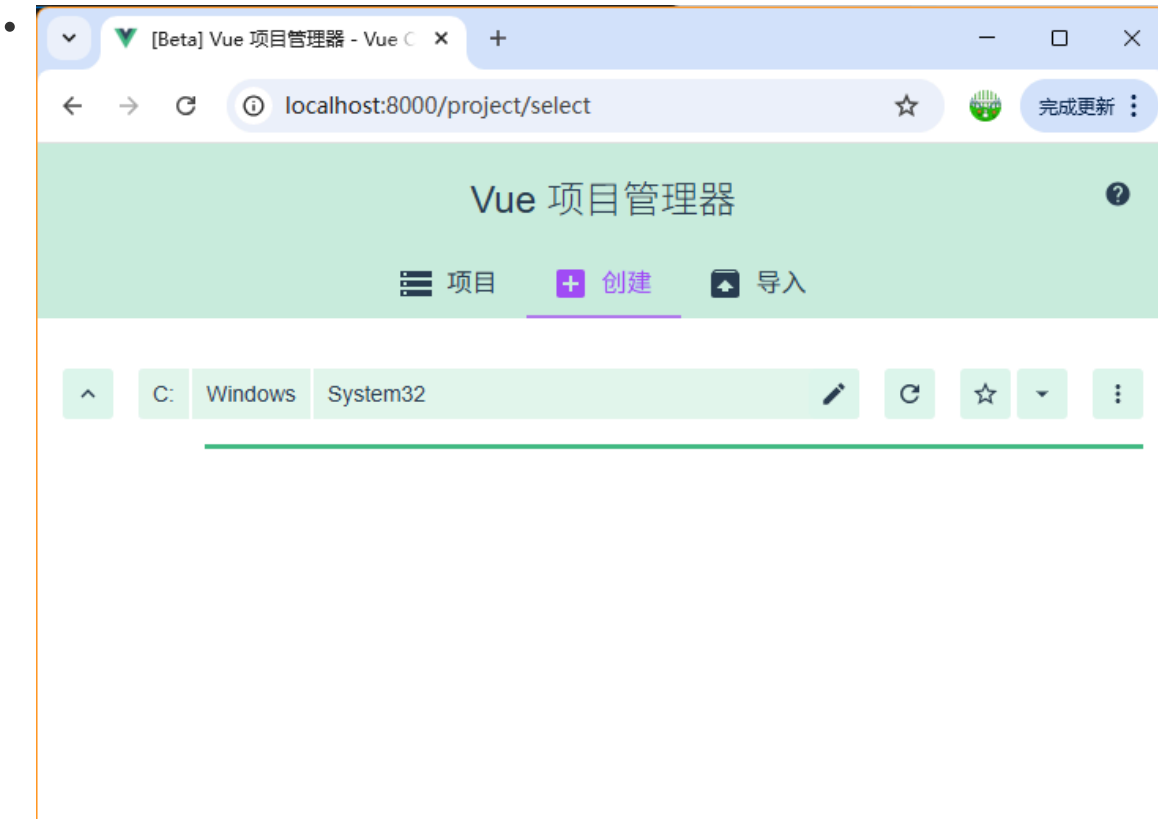 [Beta] Vue 项目管理器 - Vue C
localhost:8000/project/select
完成更新
Vue 项目管理器
项目 创建 导入
C: Windows System32